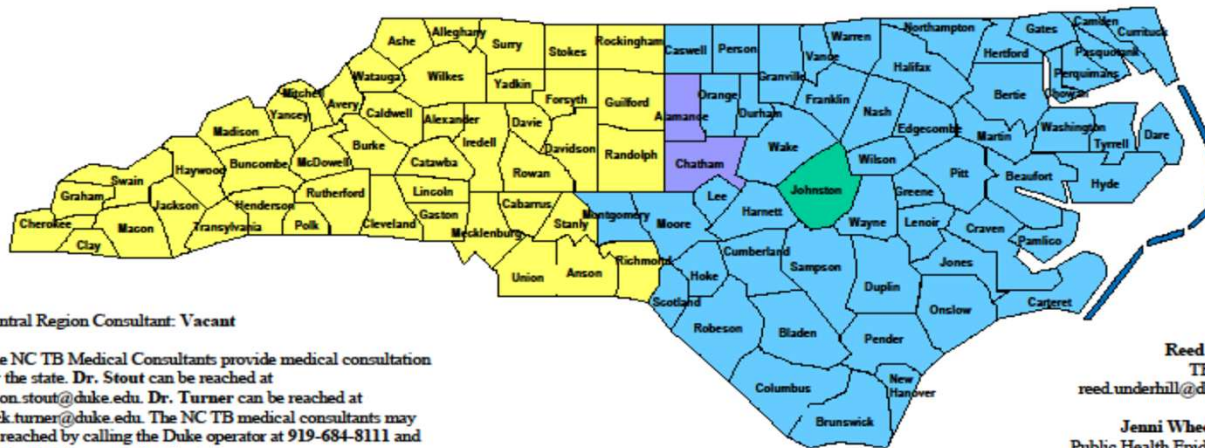 Ashe
Alleghany
Surry
Stokes
Rockingham
Caswell
Person
Granville
Vance
Warren
Northampton
Halifax
Hertford
Gates
Camden
Currituck
Pasquotank
Perquimans
Chowan
Bertie
Watauga
Wilkes
Yadkin
Forsyth
Guilford
Alamance
Orange
Durham
Franklin
Nash
Edgecombe
Martin
Washington
Tyrrell
Dare
Mitchell
Avery
Yancey
Caldwell
Alexander
Iredell
Davie
Davidson
Randolph
Chatham
Wake
Wilson
Pitt
Beaufort
Hyde
Madison
Buncombe
McDowell
Burke
Catawba
Rowan
Lee
Johnston
Greene
Haywood
Swain
Graham
Cherokee
Clay
Macon
Jackson
Transylvania
Henderson
Polk
Rutherford
Cleveland
Lincoln
Gaston
Mecklenburg
Cabarrus
Stanly
Montgomery
Moore
Harnett
Wayne
Lenoir
Craven
Pamlico
Union
Anson
Richmond
Scotland
Hoke
Cumberland
Sampson
Duplin
Jones
Onslow
Carteret
Robeson
Bladen
Pender
Columbus
Brunswick
New
Hanover
Region Consultant: Vacant
NC TB Medical Consultants provide medical consultation
the state. Dr. Stout can be reached at
on.stout@duke.edu. Dr. Turner can be reached at
k.turner@duke.edu. The NC TB medical consultants may
reached by calling the Duke operator at 919-684-8111 and
Reed
reed.underhill@d
Jenni Whee
Public Health Epid